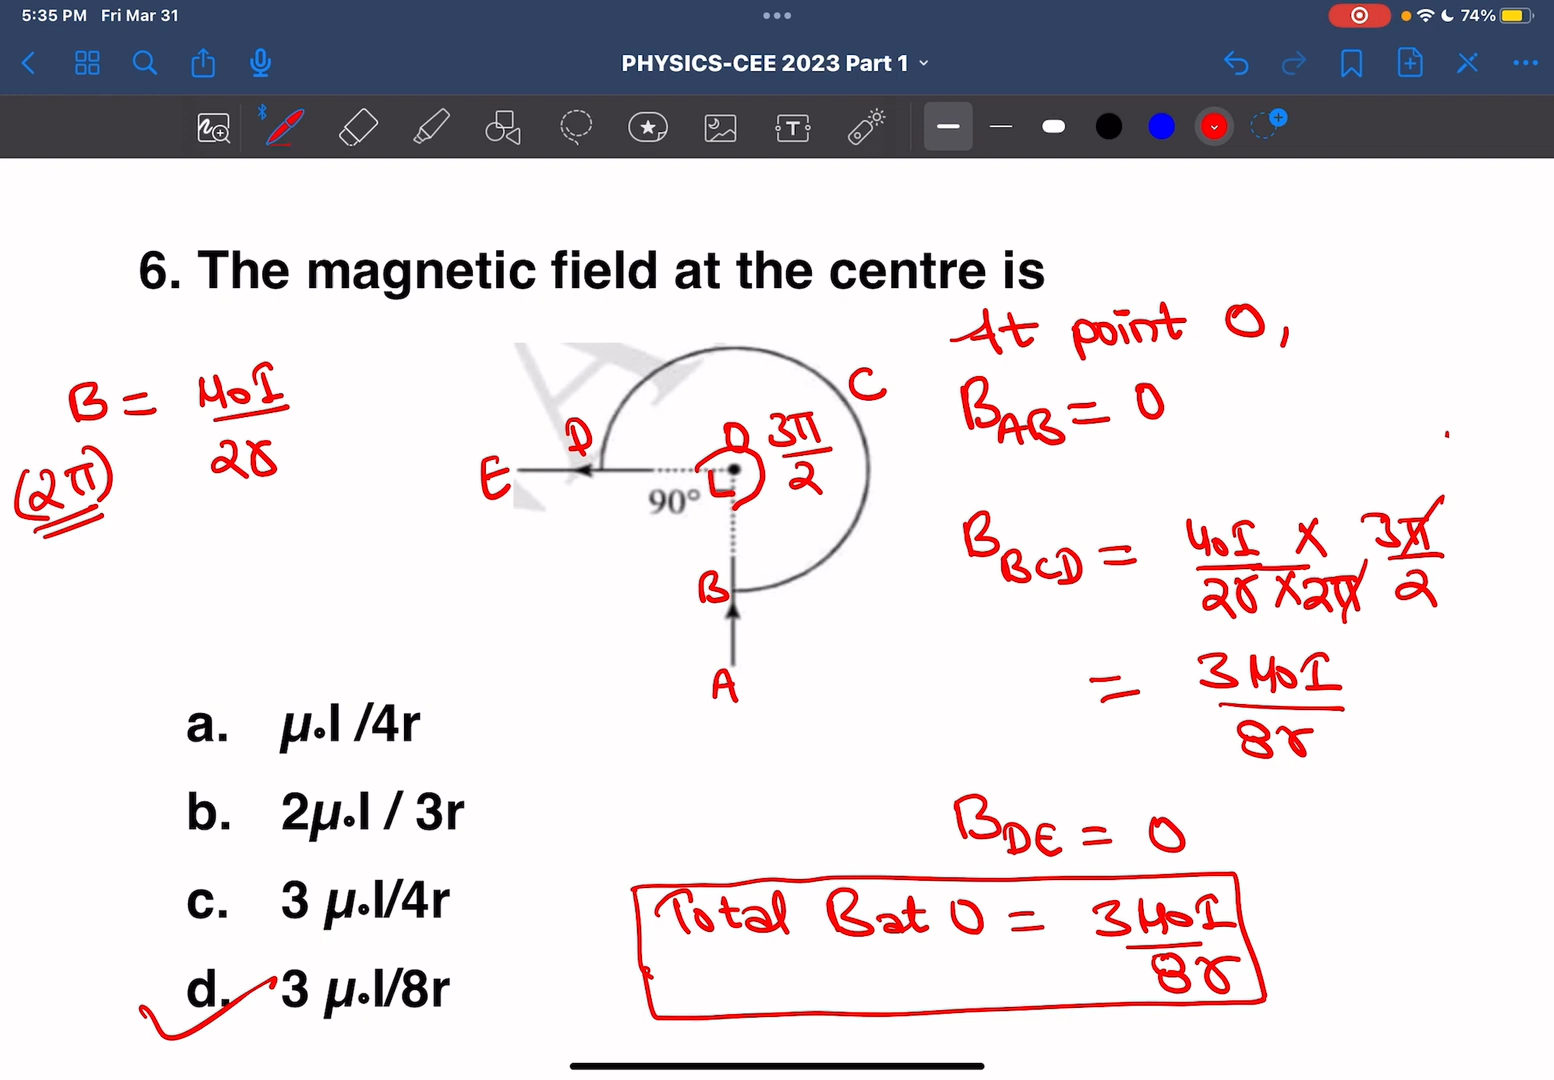 5:35 PM Fri Mar 31
74%
PHYSICS-CEE 2023 Part 1
6. The magnetic field at the centre is
At point O,
B = μ₀I / 2r
(2π)
B_AB = 0
C
D
O
3π/2
E
90°
B
A
B_BCD = μ₀I / 2r × 2π × 3π / 2
= 3μ₀I / 8r
a. μ₀I /4r
b. 2μ₀I / 3r
c. 3 μ₀I/4r
d. 3 μ₀I/8r
B_DE = 0
Total B at O = 3μ₀I / 8r